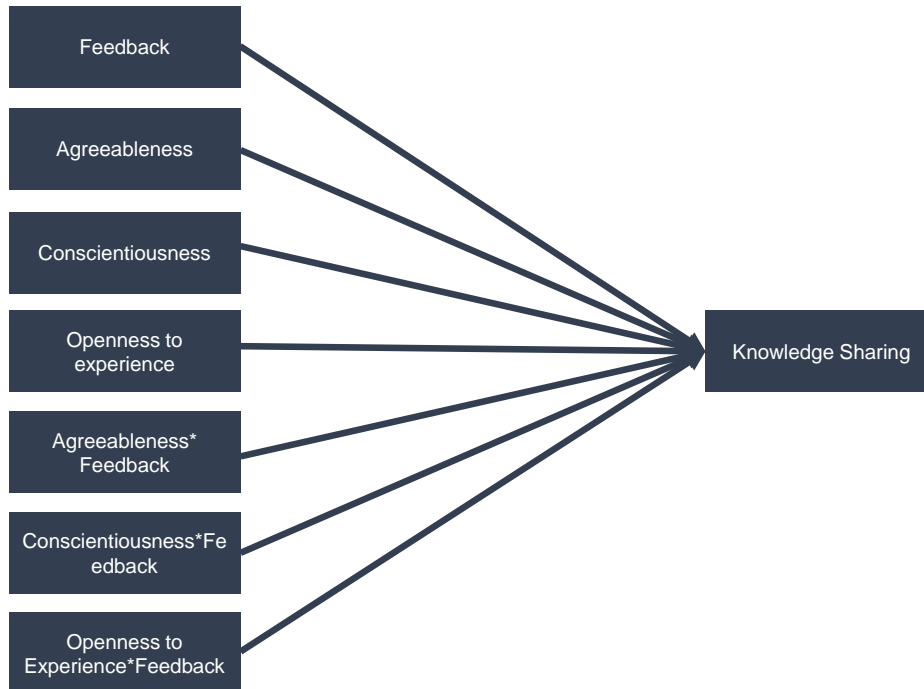 Feedback
Agreeableness
Conscientiousness
Openness to
experience
Knowledge Sharing
Agreeableness*
Feedback
Conscientiousness*Fe
edback
Openness to
Experience*Feedback